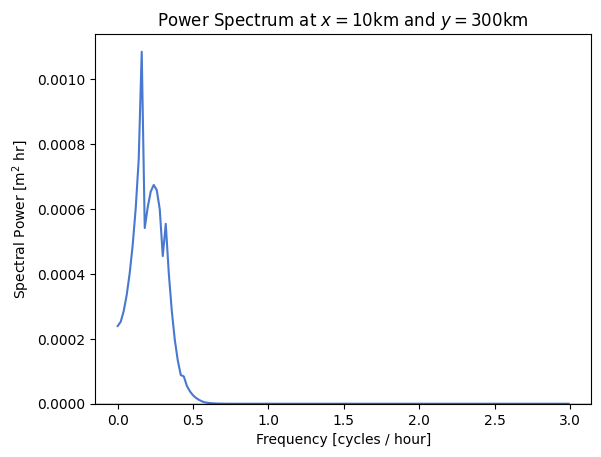 Power Spectrum at x = 10km and y = 300km
Spectral Power [m² hr]
0.0010
0.0008
0.0006
0.0004
0.0002
0.0000
0.0 0.5 1.0 1.5 2.0 2.5 3.0
Frequency [cycles / hour]